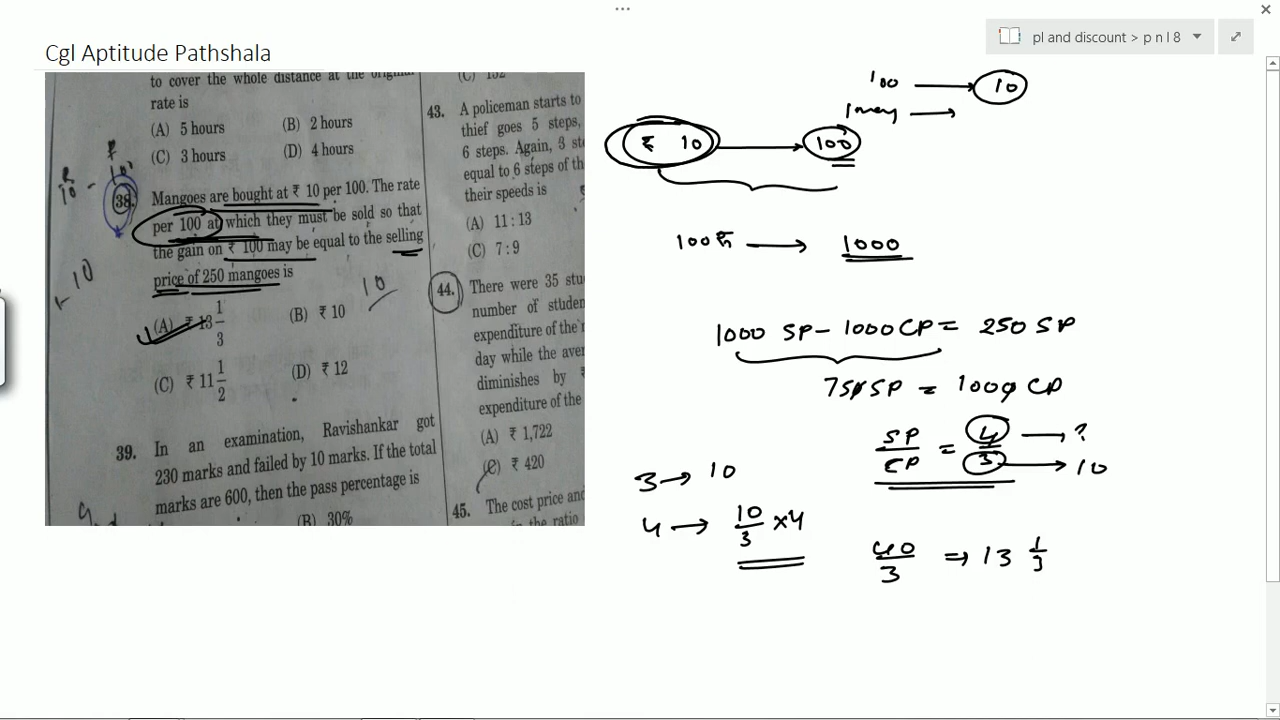 ...
pl and discount > p n l 8
Cgl Aptitude Pathshala
to cover the whole distance at the original
rate is
(A) 5 hours (B) 2 hours
(C) 3 hours (D) 4 hours
38. Mangoes are bought at ₹ 10 per 100. The rate
per 100 at which they must be sold so that
the gain on ₹ 100 may be equal to the selling
price of 250 mangoes is
(A) ₹ 13 1/3 (B) ₹ 10
(C) ₹ 11 1/2 (D) ₹ 12
39. In an examination, Ravishankar got
230 marks and failed by 10 marks. If the total
marks are 600, then the pass percentage is
(B) 30%
₹ 10 -
10
10
(C) 132
43. A policeman starts to
thief goes 5 steps,
6 steps. Again, 3
equal to 6 steps of th
their speeds is
(A) 11 : 13
(C) 7 : 9
44. There were 35 stu
number of studen
expenditure of the
day while the aver
diminishes by ₹
expenditure of the
(A) ₹ 1,722
(C) ₹ 420
45. The cost price and
in the ratio
100 → 10
1 →
₹ 10 → 100
100 ₹ → 1000
1000 SP - 1000 CP = 250 SP
750 SP = 1000 CP
SP/CP = 4/3
4 → ?
3 → 10
3 → 10
4 → 10/3 × 4
40/3 ⇒ 13 1/3